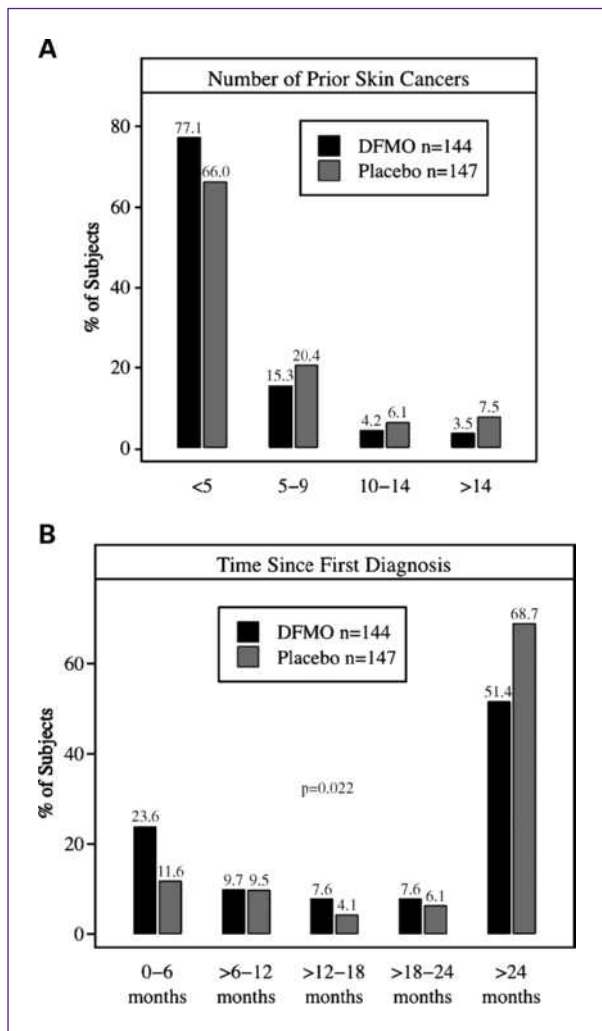 A
Number of Prior Skin Cancers
DFMO n=144
Placebo n=147
% of Subjects
80
60
40
20
0
77.1
66.0
15.3
20.4
4.2
6.1
3.5
7.5
<5
5–9
10–14
>14
B
Time Since First Diagnosis
DFMO n=144
Placebo n=147
% of Subjects
60
40
20
0
p=0.022
23.6
11.6
9.7
9.5
7.6
4.1
7.6
6.1
51.4
68.7
0–6 >6–12 >12–18 >18–24 >24
months months months months months